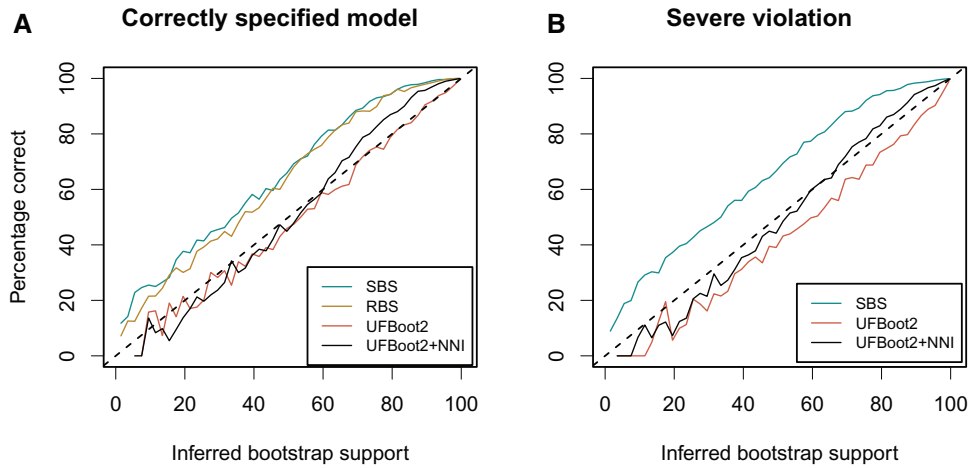 A Correctly specified model
B Severe violation
Percentage correct
100
80
60
40
20
0
0 20 40 60 80 100
Inferred bootstrap support
SBS
RBS
UFBoot2
UFBoot2+NNI
100
80
60
40
20
0
0 20 40 60 80 100
Inferred bootstrap support
SBS
UFBoot2
UFBoot2+NNI